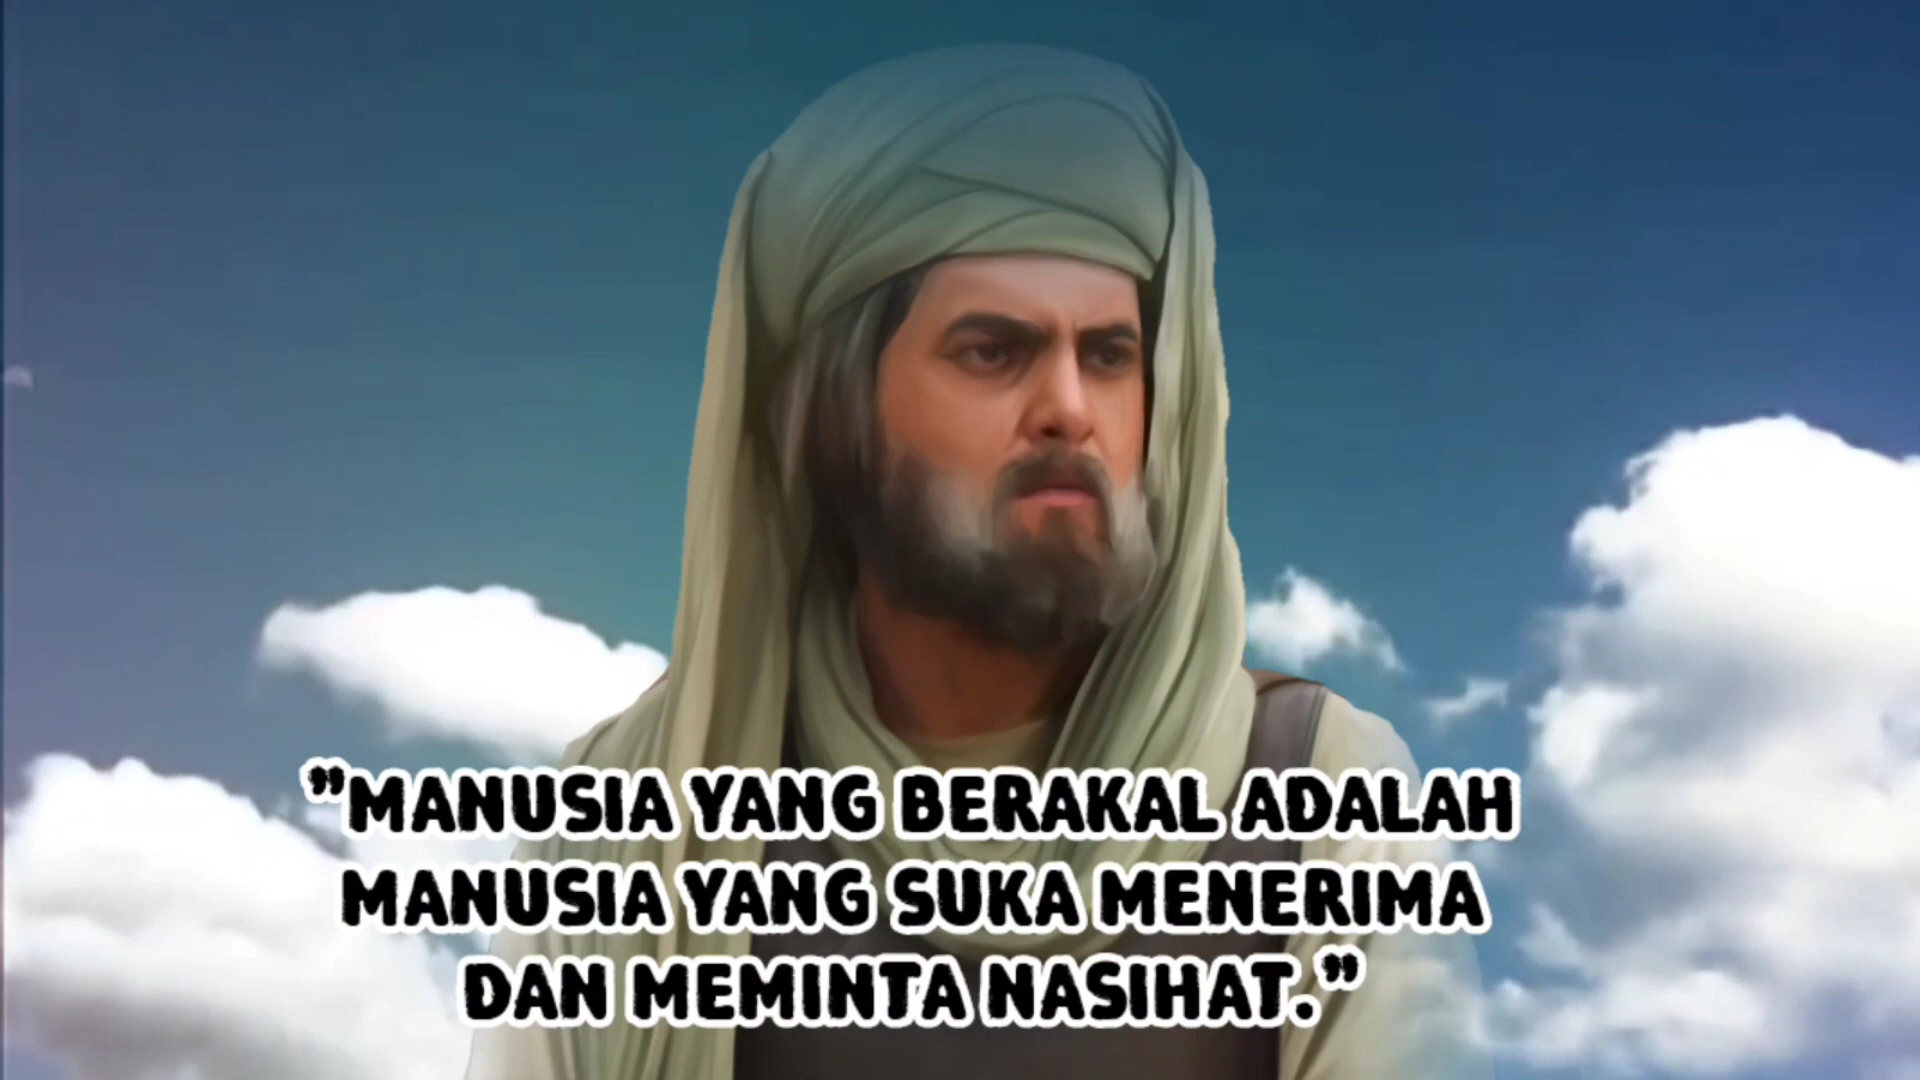 "MANUSIA YANG BERAKAL ADALAH
MANUSIA YANG SUKA MENERIMA
DAN MEMINTA NASIHAT."